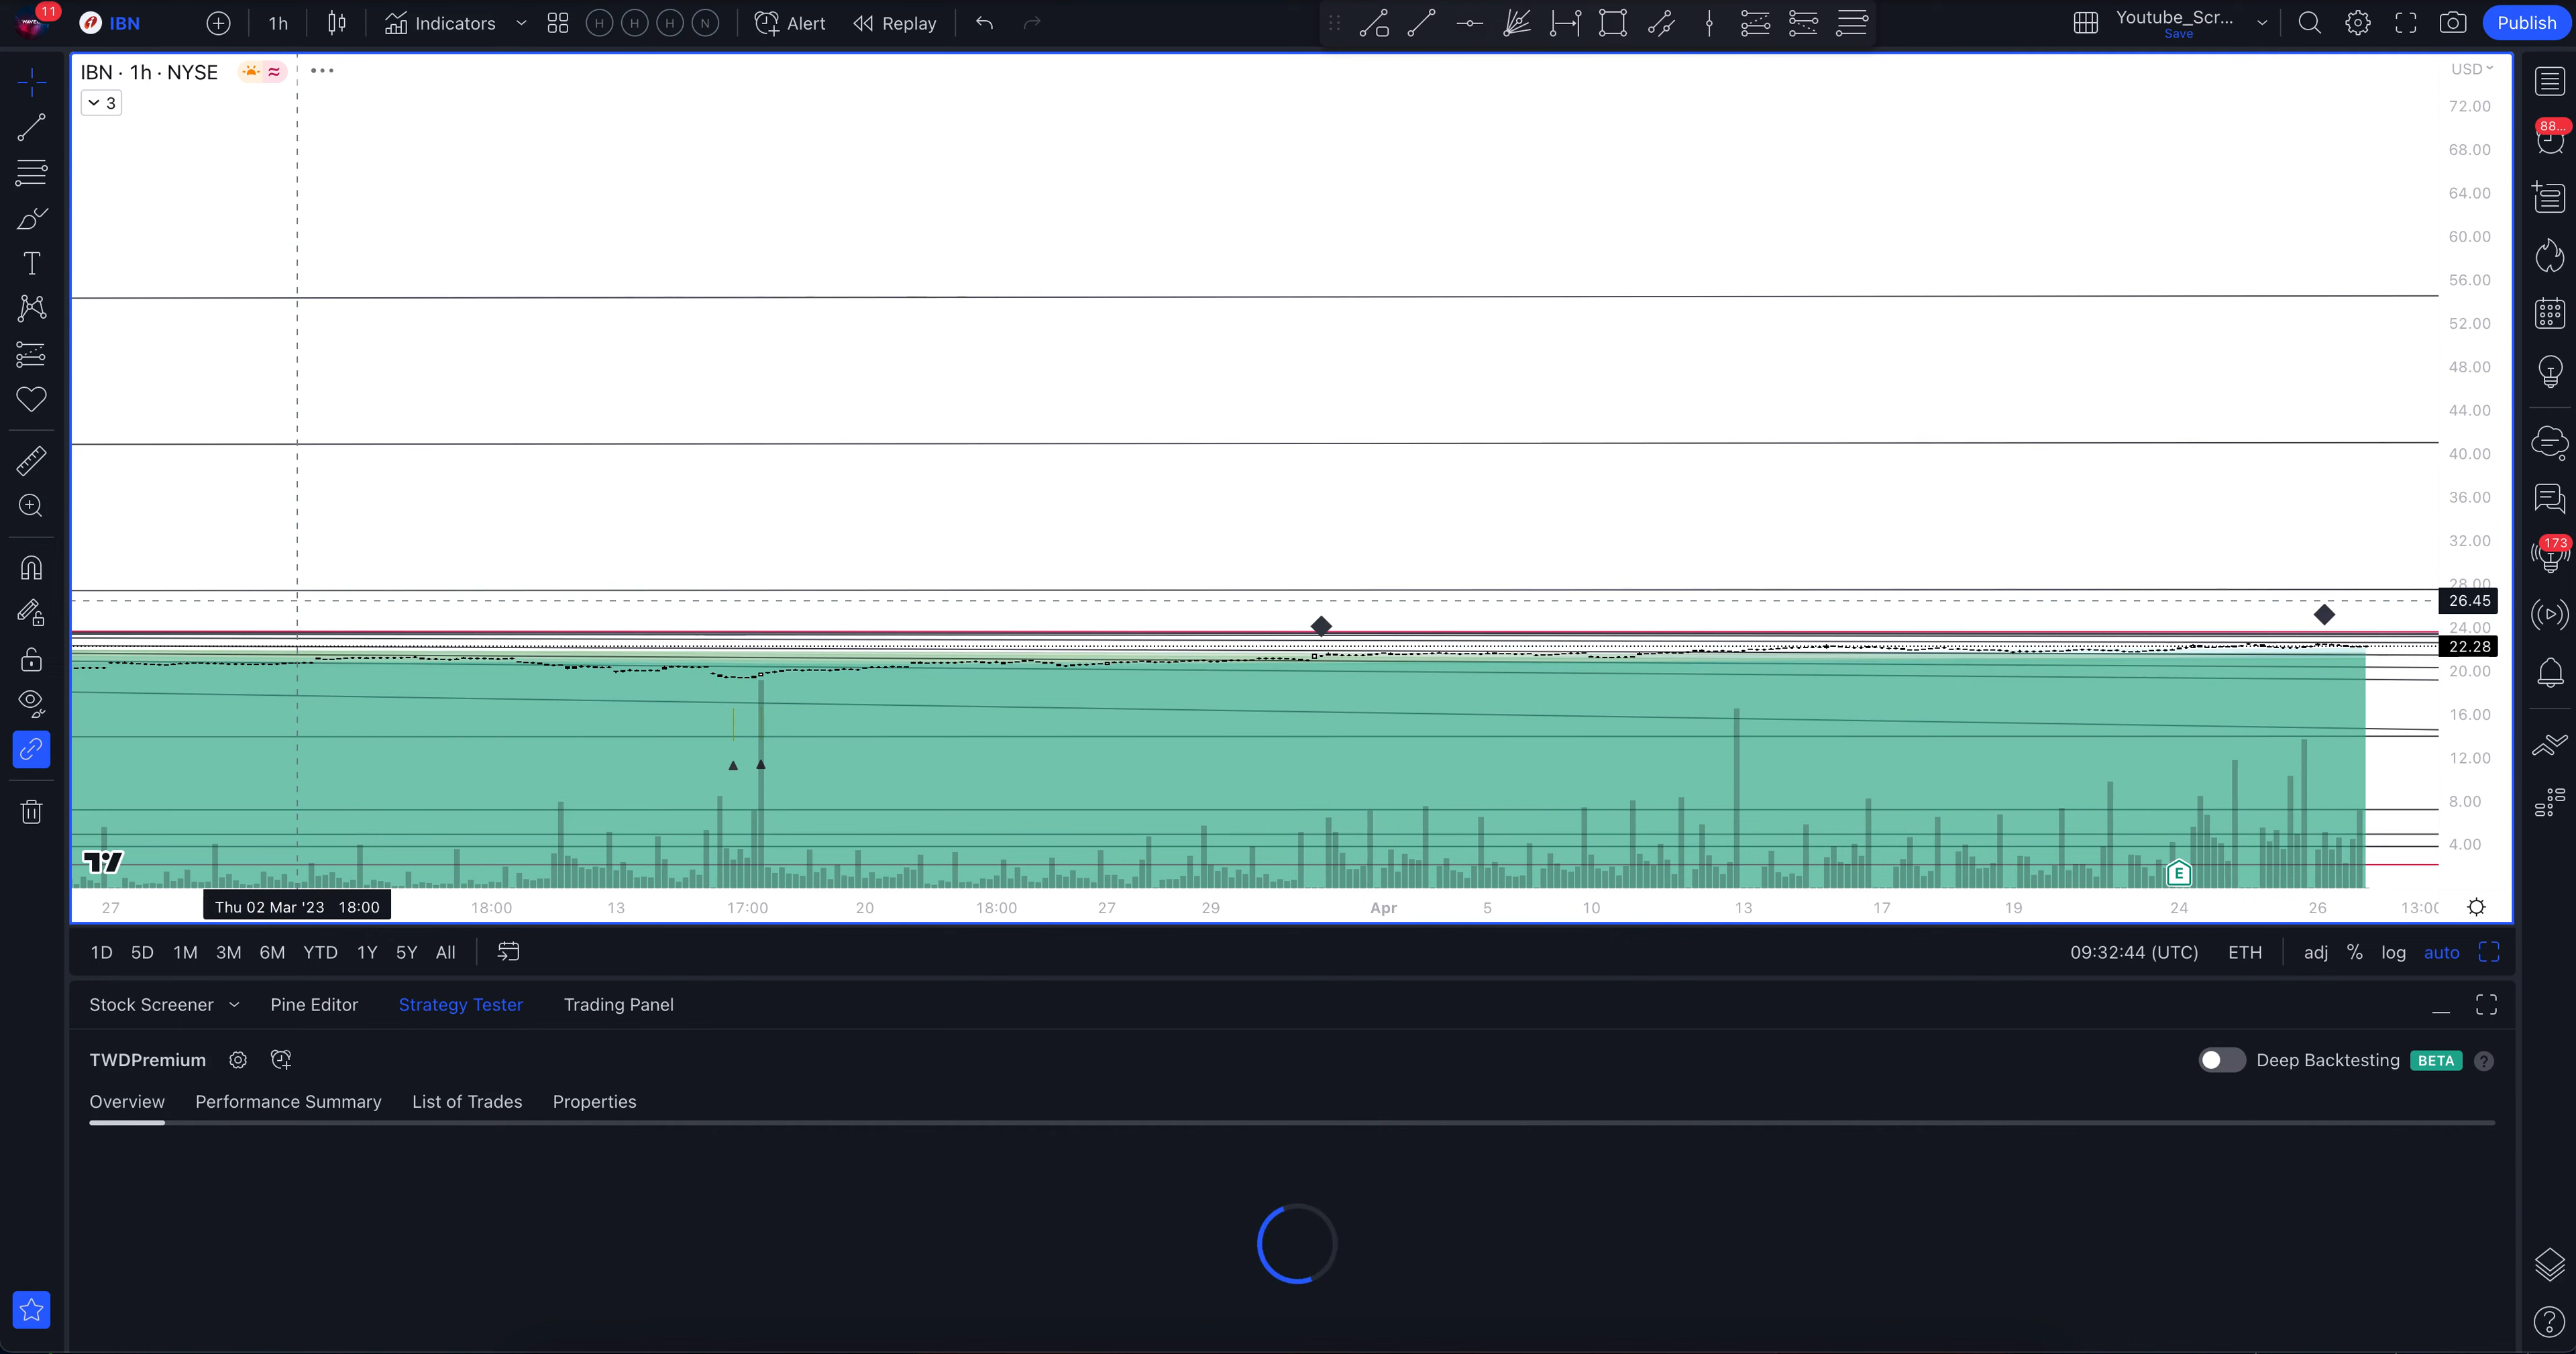 11
IBN
1h
Indicators
H
H
H
N
Alert
Replay
Youtube_Scr...
Save
Publish
IBN · 1h · NYSE
3
USD
72.00
68.00
64.00
60.00
56.00
52.00
48.00
44.00
40.00
36.00
32.00
28.00
26.45
24.00
22.28
20.00
16.00
12.00
8.00
4.00
88...
173
E
27
Thu 02 Mar '23 18:00
18:00
13
17:00
20
18:00
27
29
Apr
5
10
13
17
19
24
26
13:00
1D
5D
1M
3M
6M
YTD
1Y
5Y
All
09:32:44 (UTC)
ETH
adj
%
log
auto
Stock Screener
Pine Editor
Strategy Tester
Trading Panel
TWDPremium
Deep Backtesting
BETA
?
Overview
Performance Summary
List of Trades
Properties